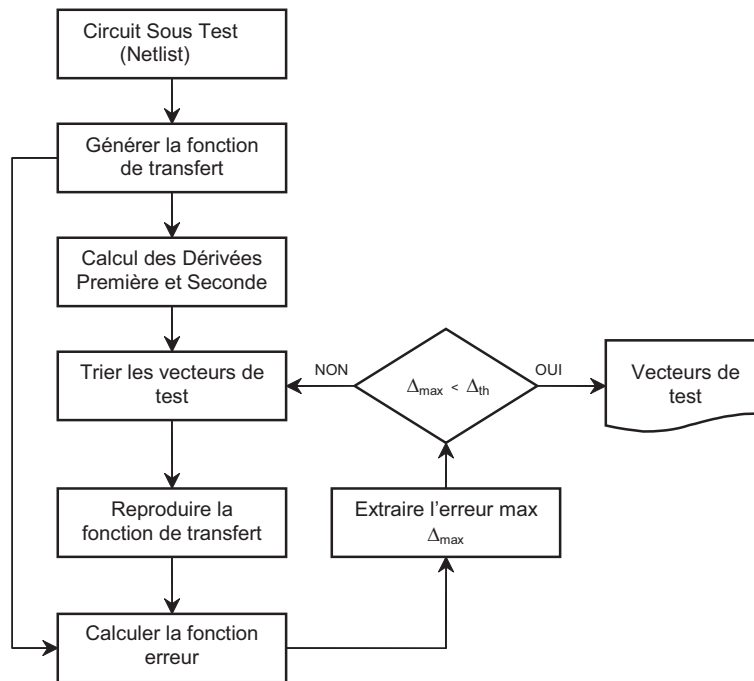 Circuit Sous Test
(Netlist)
Générer la fonction
de transfert
Calcul des Dérivées
Première et Seconde
Trier les vecteurs de
test
NON
Δmax < Δth
OUI
Vecteurs de
test
Reproduire la
fonction de transfert
Extraire l'erreur max
Δmax
Calculer la fonction
erreur